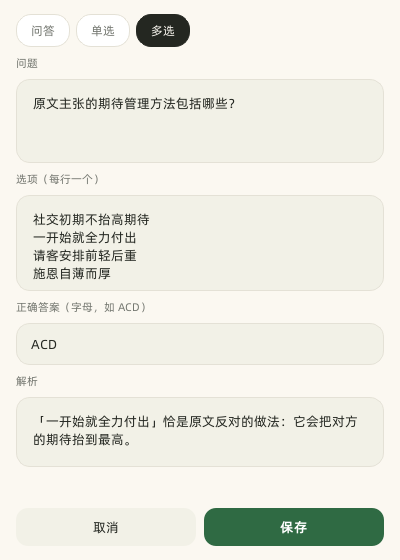 问答
单选
多选
问题
原文主张的期待管理方法包括哪些？
选项（每行一个）
社交初期不抬高期待
一开始就全力付出
请客安排前轻后重
施恩自薄而厚
正确答案（字母，如 ACD）
ACD
解析
「一开始就全力付出」恰是原文反对的做法：它会把对方
的期待抬到最高。
取消
保存